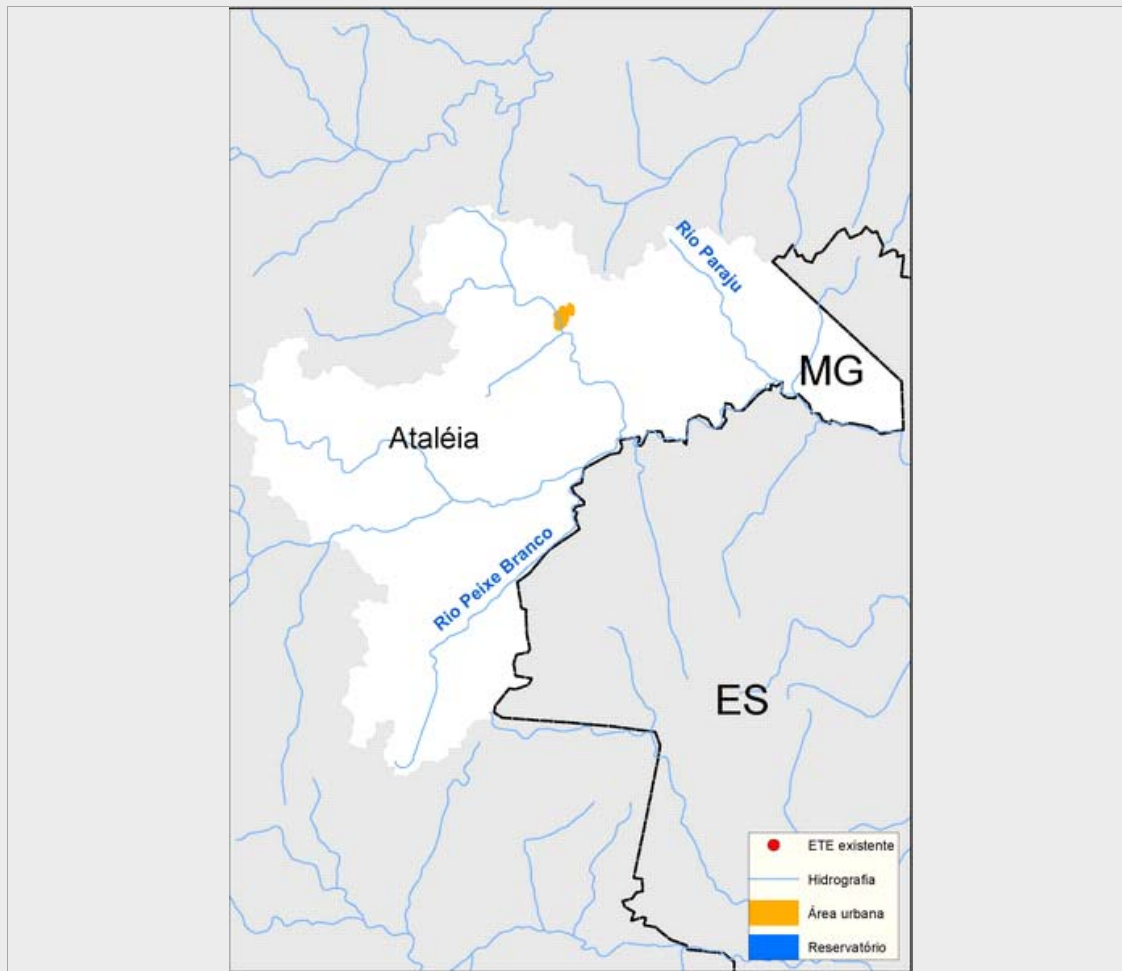 Rio Paraju
MG
Ataléia
Rio Peixe Branco
ES
ETE existente
Hidrografia
Área urbana
Reservatório